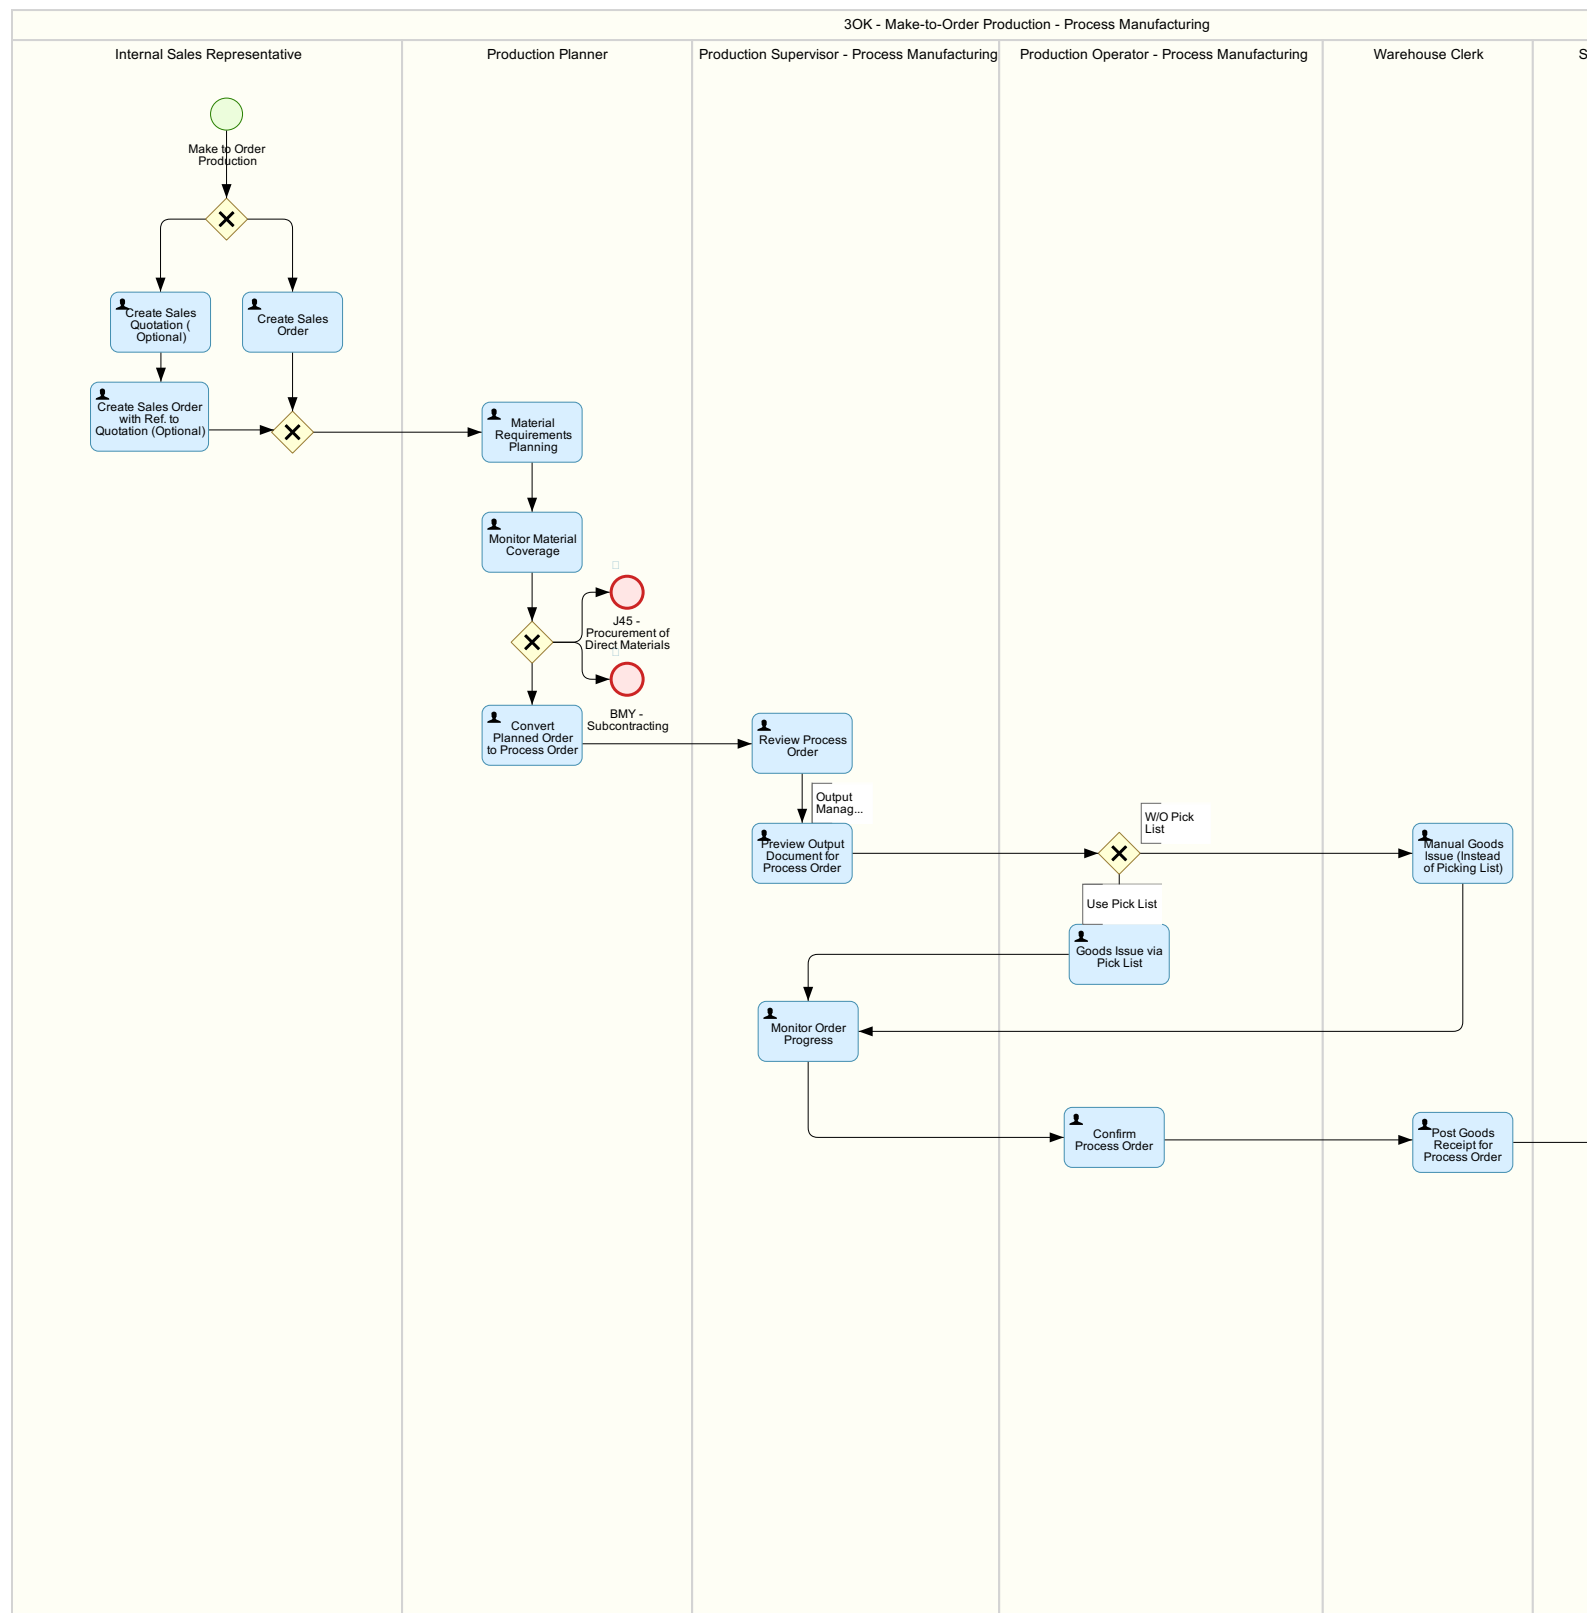 3OK - Make-to-Order Production - Process Manufacturing
Internal Sales Representative
Production Planner
Production Supervisor - Process Manufacturing
Production Operator - Process Manufacturing
Warehouse Clerk
S
Make to Order
Production
Create Sales
Quotation (
Optional)
Create Sales
Order
Create Sales Order
with Ref. to
Quotation (Optional)
Material
Requirements
Planning
Monitor Material
Coverage
J45 -
Procurement of
Direct Materials
BMY -
Subcontracting
Convert
Planned Order
to Process Order
Review Process
Order
Output
Manag...
Preview Output
Document for
Process Order
W/O Pick
List
Manual Goods
Issue (Instead
of Picking List)
Use Pick List
Goods Issue via
Pick List
Monitor Order
Progress
Confirm
Process Order
Post Goods
Receipt for
Process Order